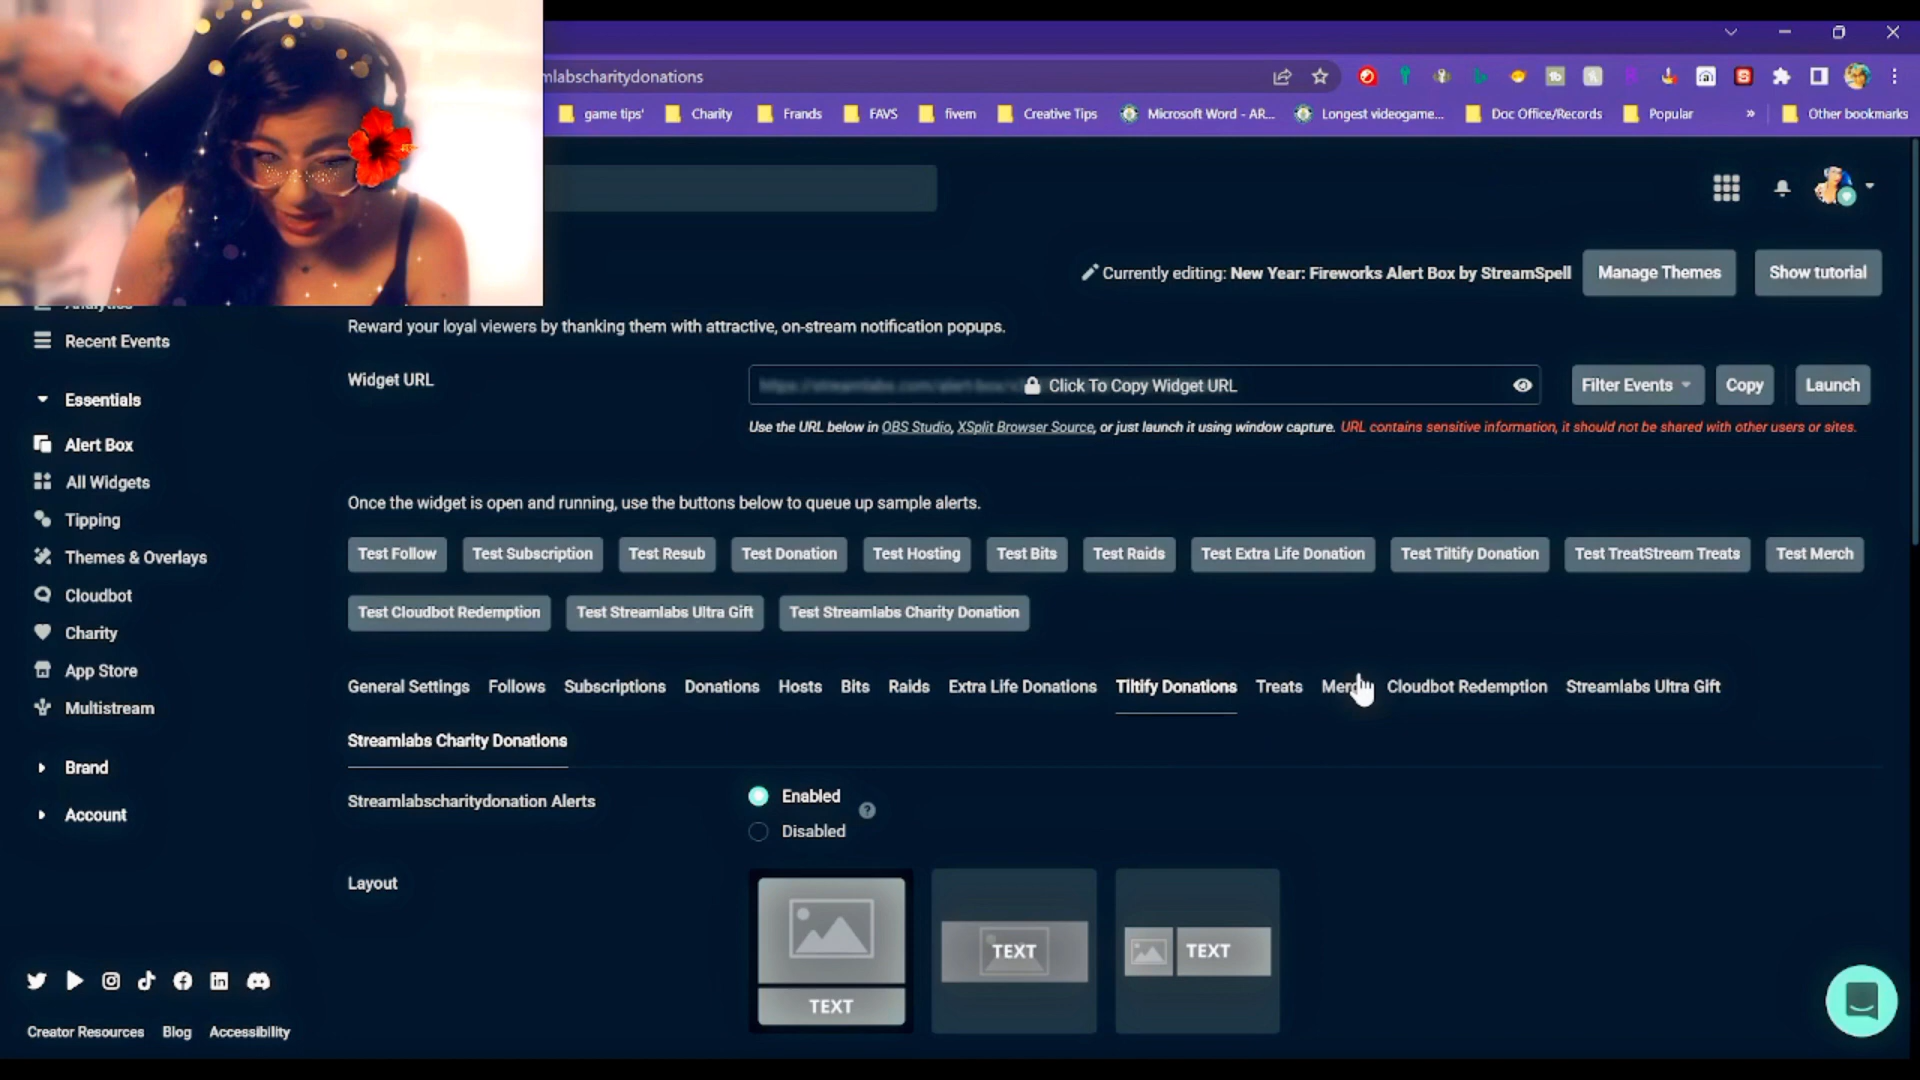 mlabscharitydonations
game tips'
Charity
Frands
FAVS
fivem
Creative Tips
Microsoft Word - AR...
Longest videogame...
Doc Office/Records
Popular
»
Other bookmarks
Currently editing: New Year: Fireworks Alert Box by StreamSpell
Manage Themes
Show tutorial
Analytics
Recent Events
Essentials
Alert Box
All Widgets
Tipping
Themes & Overlays
Cloudbot
Charity
App Store
Multistream
Brand
Account
Creator Resources Blog Accessibility
Reward your loyal viewers by thanking them with attractive, on-stream notification popups.
Widget URL
Click To Copy Widget URL
Filter Events
Copy
Launch
Use the URL below in OBS Studio, XSplit Browser Source, or just launch it using window capture. URL contains sensitive information, it should not be shared with other users or sites.
Once the widget is open and running, use the buttons below to queue up sample alerts.
Test Follow Test Subscription Test Resub Test Donation Test Hosting Test Bits Test Raids Test Extra Life Donation Test Tiltify Donation Test TreatStream Treats Test Merch
Test Cloudbot Redemption Test Streamlabs Ultra Gift Test Streamlabs Charity Donation
General Settings Follows Subscriptions Donations Hosts Bits Raids Extra Life Donations Tiltify Donations Treats Merch Cloudbot Redemption Streamlabs Ultra Gift
Streamlabs Charity Donations
Streamlabscharitydonation Alerts
Enabled
?
Disabled
Layout
TEXT
TEXT
TEXT